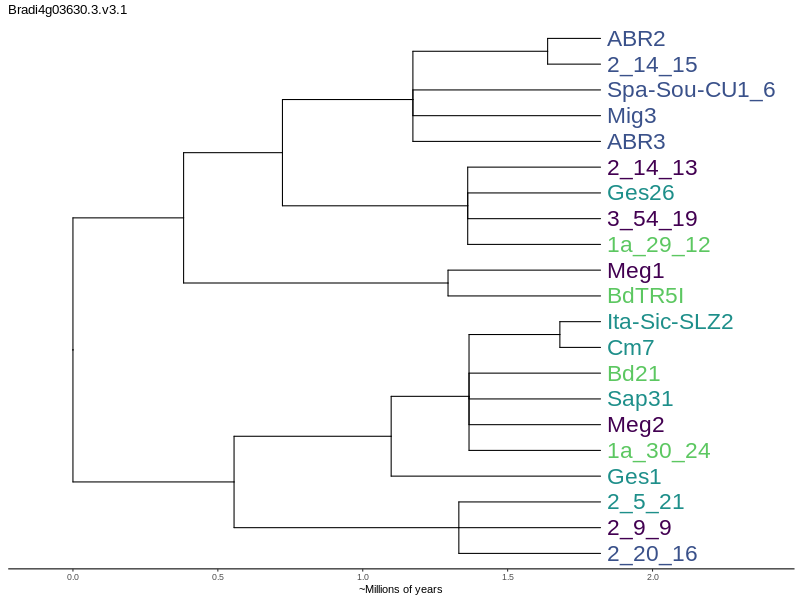 Bradi4g03630.3.v3.1
ABR2
2_14_15
Spa-Sou-CU1_6
Mig3
ABR3
2_14_13
Ges26
3_54_19
1a_29_12
Meg1
BdTR5I
Ita-Sic-SLZ2
Cm7
Bd21
Sap31
Meg2
1a_30_24
Ges1
2_5_21
2_9_9
2_20_16
0.0 0.5 1.0 1.5 2.0
~Millions of years